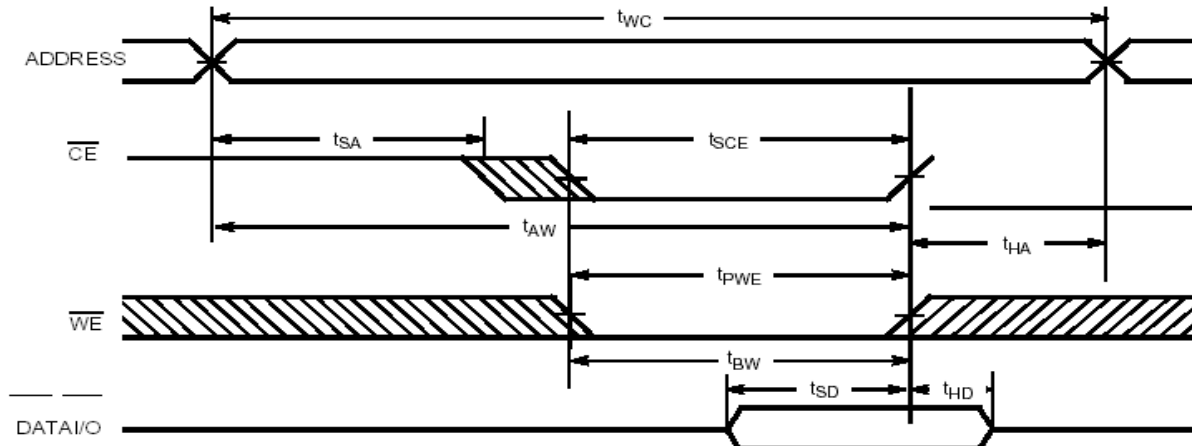 tWC
ADDRESS
tSA
tSCE
CE
tAW
tHA
tPWE
WE
tBW
tSD
tHD
DATAI/O